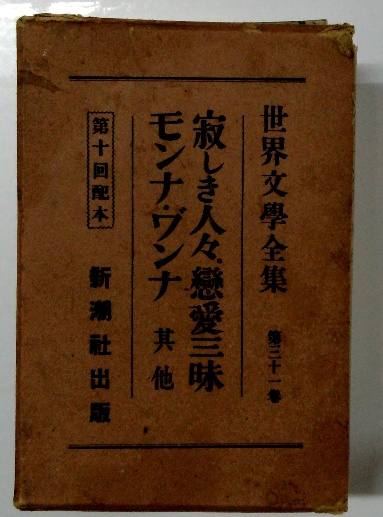 世界文學全集 第三十一卷
寂しき人々・戀愛三昧
モンナ・ヴンナ 其他
第十回配本
新潮社出版